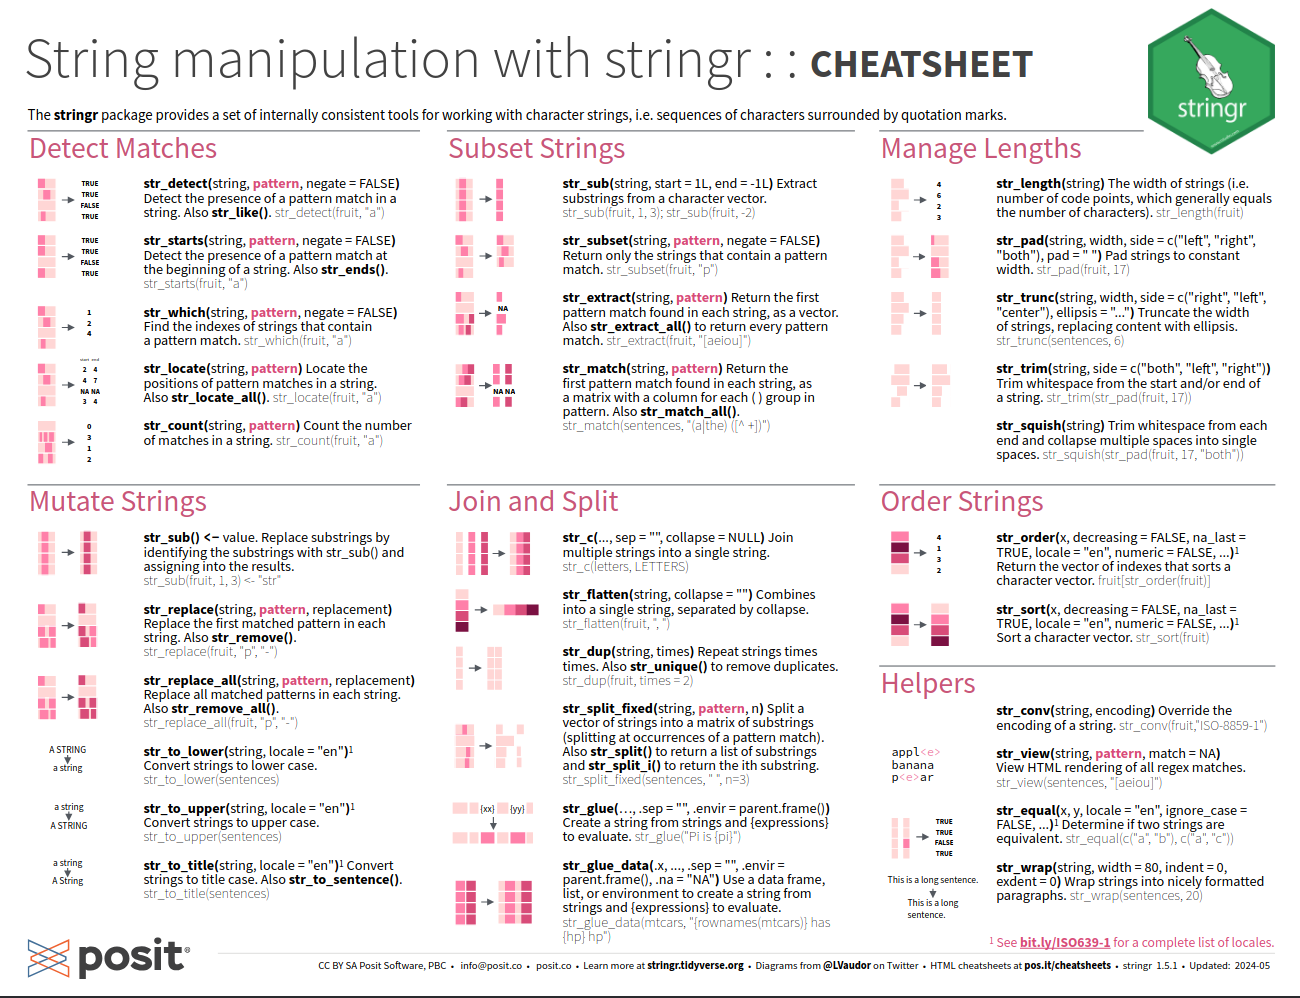 String manipulation with stringr : : CHEATSHEET
stringr
The stringr package provides a set of internally consistent tools for working with character strings, i.e. sequences of characters surrounded by quotation marks.
Detect Matches
TRUE
TRUE
FALSE
TRUE
str_detect(string, pattern, negate = FALSE)
Detect the presence of a pattern match in a
string. Also str_like(). str_detect(fruit, "a")
TRUE
TRUE
FALSE
TRUE
str_starts(string, pattern, negate = FALSE)
Detect the presence of a pattern match at
the beginning of a string. Also str_ends().
str_starts(fruit, "a")
1
2
4
str_which(string, pattern, negate = FALSE)
Find the indexes of strings that contain
a pattern match. str_which(fruit, "a")
start end
2 4
4 7
NA NA
3 4
str_locate(string, pattern) Locate the
positions of pattern matches in a string.
Also str_locate_all(). str_locate(fruit, "a")
0
3
1
2
str_count(string, pattern) Count the number
of matches in a string. str_count(fruit, "a")
Subset Strings
str_sub(string, start = 1L, end = -1L) Extract
substrings from a character vector.
str_sub(fruit, 1, 3); str_sub(fruit, -2)
str_subset(string, pattern, negate = FALSE)
Return only the strings that contain a pattern
match. str_subset(fruit, "p")
NA
str_extract(string, pattern) Return the first
pattern match found in each string, as a vector.
Also str_extract_all() to return every pattern
match. str_extract(fruit, "[aeiou]")
NA NA
str_match(string, pattern) Return the
first pattern match found in each string, as
a matrix with a column for each ( ) group in
pattern. Also str_match_all().
str_match(sentences, "(a|the) ([^ +])")
Manage Lengths
4
6
2
3
str_length(string) The width of strings (i.e.
number of code points, which generally equals
the number of characters). str_length(fruit)
str_pad(string, width, side = c("left", "right",
"both"), pad = " ") Pad strings to constant
width. str_pad(fruit, 17)
str_trunc(string, width, side = c("right", "left",
"center"), ellipsis = "...") Truncate the width
of strings, replacing content with ellipsis.
str_trunc(sentences, 6)
str_trim(string, side = c("both", "left", "right"))
Trim whitespace from the start and/or end of
a string. str_trim(str_pad(fruit, 17))
str_squish(string) Trim whitespace from each
end and collapse multiple spaces into single
spaces. str_squish(str_pad(fruit, 17, "both"))
Mutate Strings
str_sub() <- value. Replace substrings by
identifying the substrings with str_sub() and
assigning into the results.
str_sub(fruit, 1, 3) <- "str"
str_replace(string, pattern, replacement)
Replace the first matched pattern in each
string. Also str_remove().
str_replace(fruit, "p", "-")
str_replace_all(string, pattern, replacement)
Replace all matched patterns in each string.
Also str_remove_all().
str_replace_all(fruit, "p", "-")
A STRING
a string
str_to_lower(string, locale = "en")¹
Convert strings to lower case.
str_to_lower(sentences)
a string
A STRING
str_to_upper(string, locale = "en")¹
Convert strings to upper case.
str_to_upper(sentences)
a string
A String
str_to_title(string, locale = "en")¹ Convert
strings to title case. Also str_to_sentence().
str_to_title(sentences)
Join and Split
str_c(..., sep = "", collapse = NULL) Join
multiple strings into a single string.
str_c(letters, LETTERS)
str_flatten(string, collapse = "") Combines
into a single string, separated by collapse.
str_flatten(fruit, ", ")
str_dup(string, times) Repeat strings times
times. Also str_unique() to remove duplicates.
str_dup(fruit, times = 2)
str_split_fixed(string, pattern, n) Split a
vector of strings into a matrix of substrings
(splitting at occurrences of a pattern match).
Also str_split() to return a list of substrings
and str_split_i() to return the ith substring.
str_split_fixed(sentences, " ", n=3)
{xx} {yy}
str_glue(…, .sep = "", .envir = parent.frame())
Create a string from strings and {expressions}
to evaluate. str_glue("Pi is {pi}")
str_glue_data(.x, ..., .sep = "", .envir =
parent.frame(), .na = "NA") Use a data frame,
list, or environment to create a string from
strings and {expressions} to evaluate.
str_glue_data(mtcars, "{rownames(mtcars)} has
{hp} hp")
Order Strings
4
1
3
2
str_order(x, decreasing = FALSE, na_last =
TRUE, locale = "en", numeric = FALSE, ...)¹
Return the vector of indexes that sorts a
character vector. fruit[str_order(fruit)]
str_sort(x, decreasing = FALSE, na_last =
TRUE, locale = "en", numeric = FALSE, ...)¹
Sort a character vector. str_sort(fruit)
Helpers
str_conv(string, encoding) Override the
encoding of a string. str_conv(fruit,"ISO-8859-1")
appl<e>
banana
p<e>ar
str_view(string, pattern, match = NA)
View HTML rendering of all regex matches.
str_view(sentences, "[aeiou]")
TRUE
TRUE
FALSE
TRUE
str_equal(x, y, locale = "en", ignore_case =
FALSE, ...)¹ Determine if two strings are
equivalent. str_equal(c("a", "b"), c("a", "c"))
This is a long sentence.
This is a long
sentence.
str_wrap(string, width = 80, indent = 0,
exdent = 0) Wrap strings into nicely formatted
paragraphs. str_wrap(sentences, 20)
¹ See bit.ly/ISO639-1 for a complete list of locales.
posit®
CC BY SA Posit Software, PBC • info@posit.co • posit.co • Learn more at stringr.tidyverse.org • Diagrams from @LVaudor on Twitter • HTML cheatsheets at pos.it/cheatsheets • stringr 1.5.1 • Updated: 2024-05